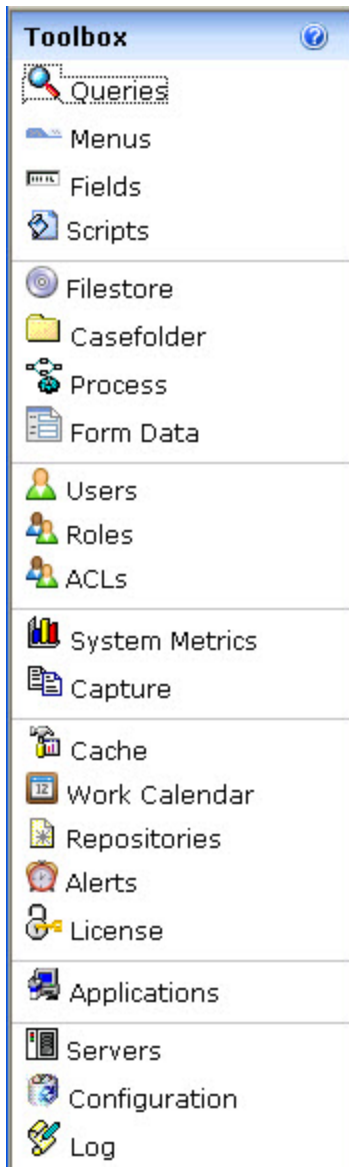 Toolbox
Queries
Menus
Fields
Scripts
Filestore
Casefolder
Process
Form Data
Users
Roles
ACLs
System Metrics
Capture
Cache
12
Work Calendar
Repositories
Alerts
License
Applications
Servers
Configuration
Log